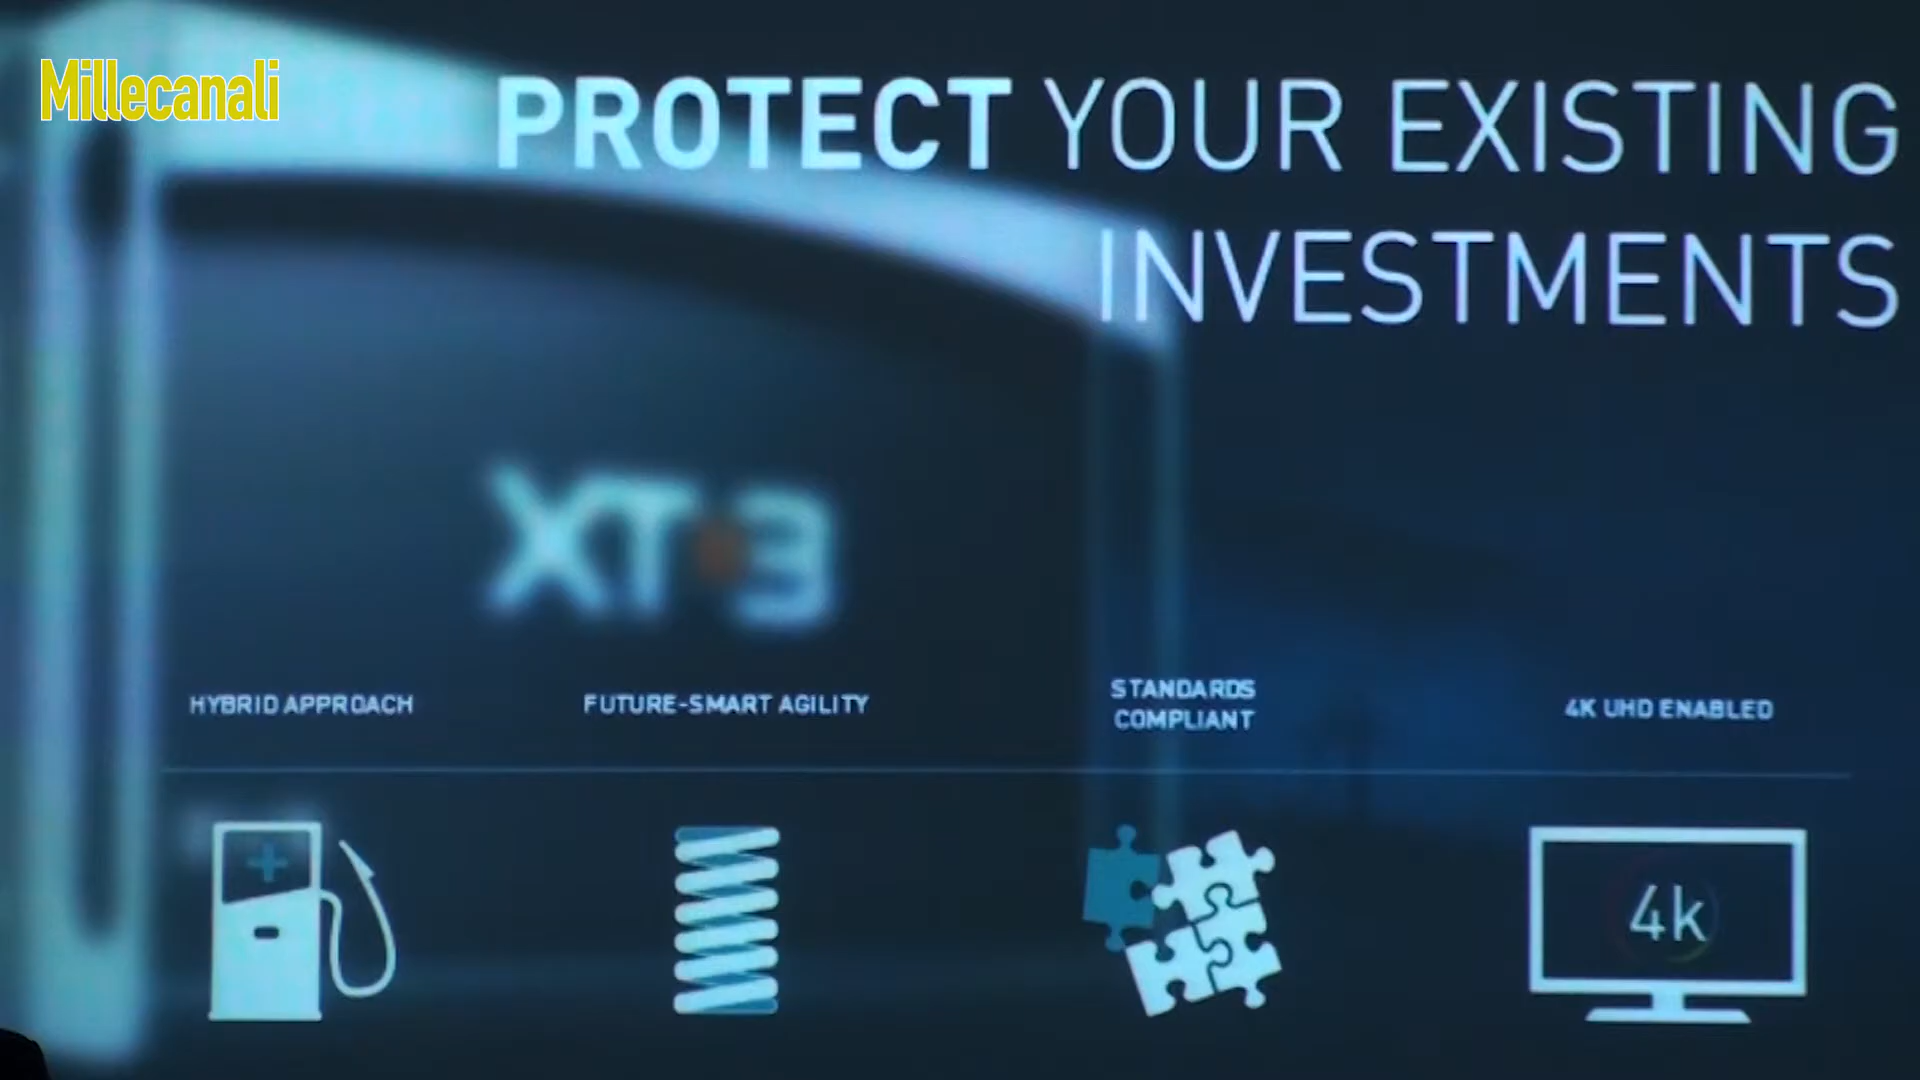 Millecanali
PROTECT YOUR EXISTING
INVESTMENTS
XT3
HYBRID APPROACH
FUTURE-SMART AGILITY
STANDARDS
COMPLIANT
4K UHD ENABLED
4k